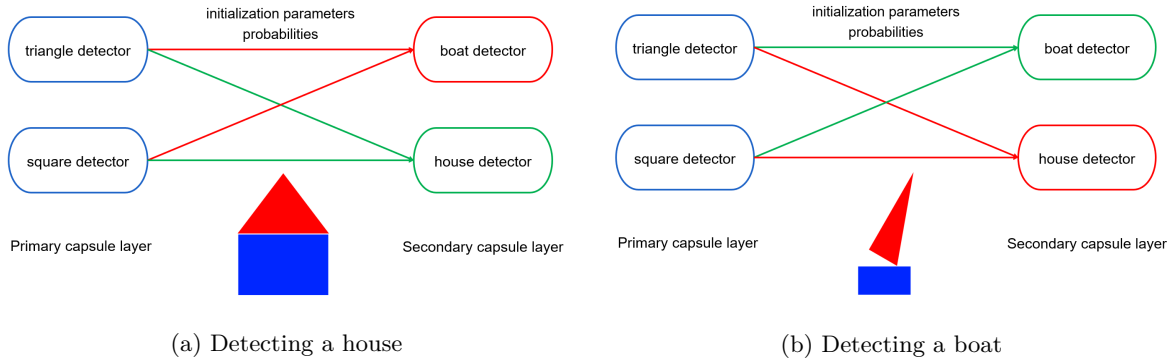 initialization parameters
probabilities
triangle detector
boat detector
square detector
house detector
Primary capsule layer
Secondary capsule layer
(a) Detecting a house
initialization parameters
probabilities
triangle detector
boat detector
square detector
house detector
Primary capsule layer
Secondary capsule layer
(b) Detecting a boat